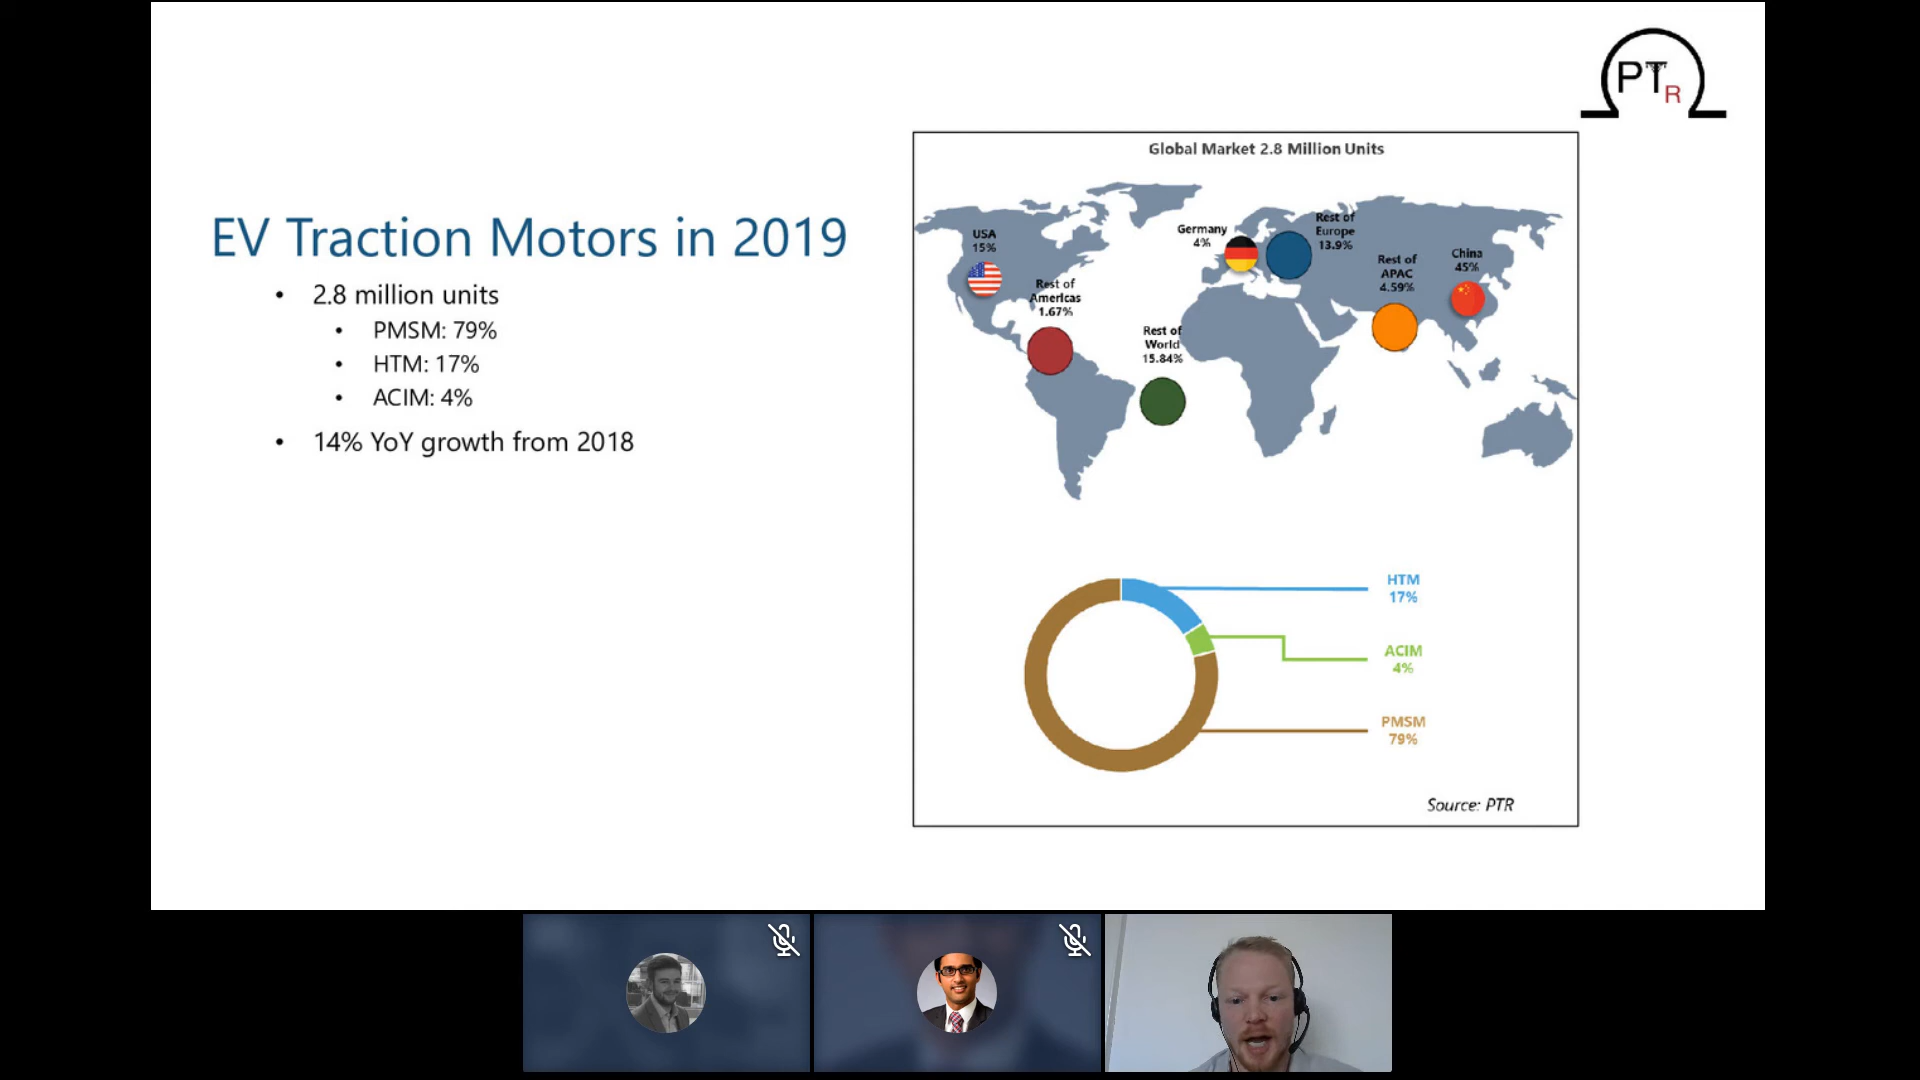 PTR
EV Traction Motors in 2019
• 2.8 million units
• PMSM: 79%
• HTM: 17%
• ACIM: 4%
• 14% YoY growth from 2018
Global Market 2.8 Million Units
USA
15%
Rest of
Americas
1.67%
Germany
4%
Rest of
Europe
13.9%
Rest of
World
15.84%
Rest of
APAC
4.59%
China
45%
HTM
17%
ACIM
4%
PMSM
79%
Source: PTR